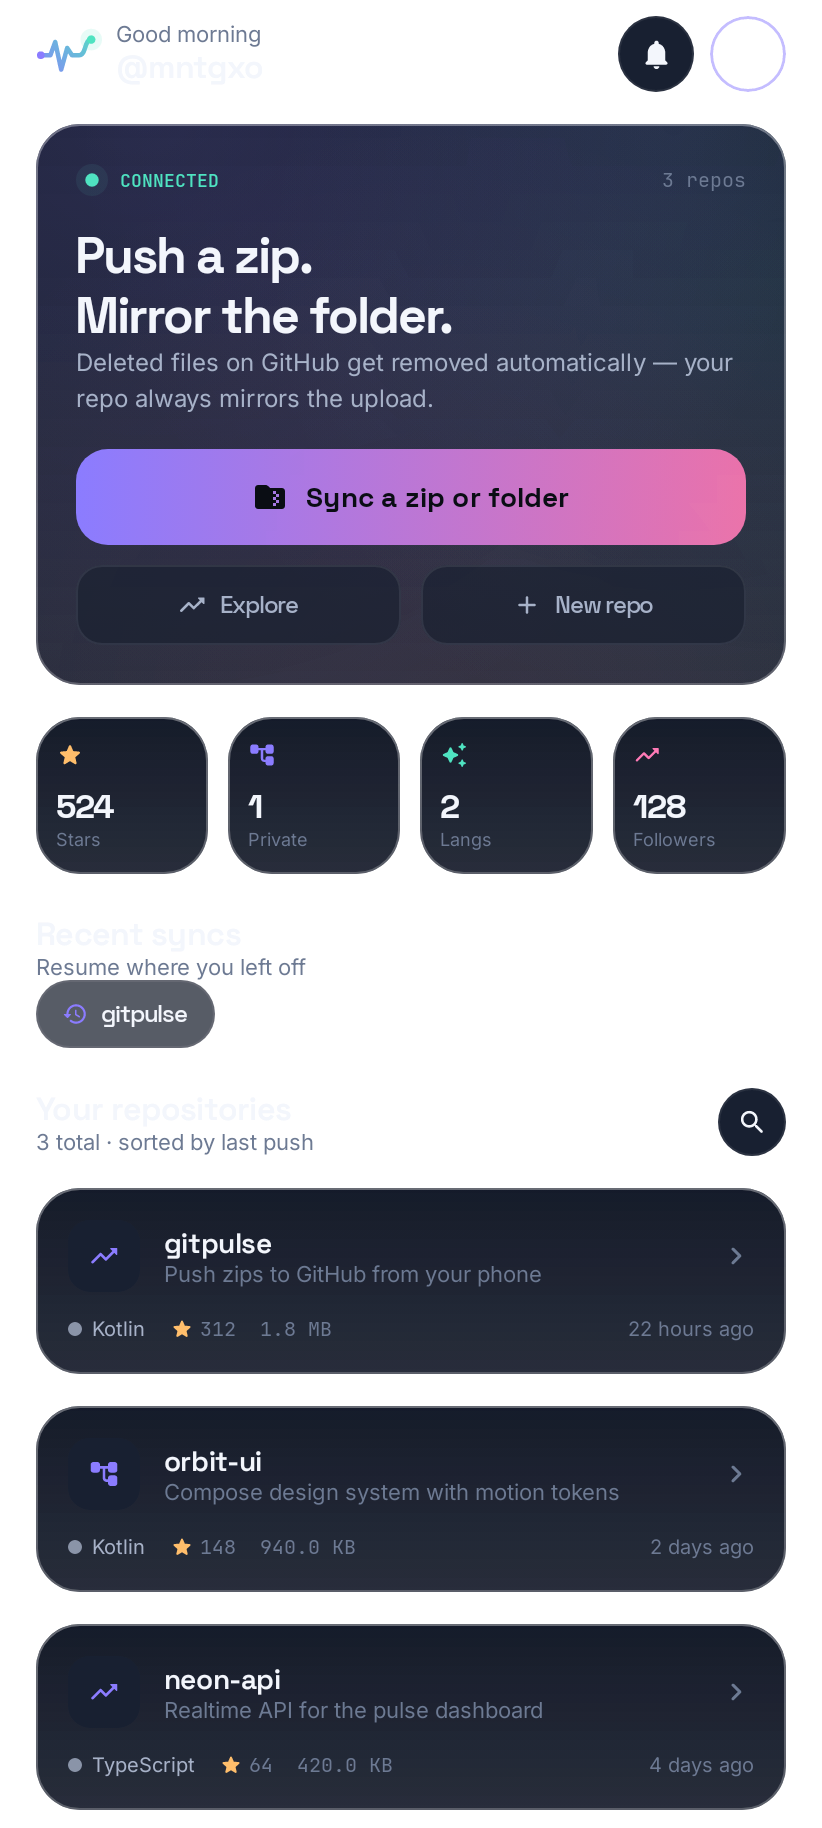 Good morning
@mntgxo
CONNECTED
3 repos
Push a zip.
Mirror the folder.
Deleted files on GitHub get removed automatically — your
repo always mirrors the upload.
Sync a zip or folder
Explore
New repo
524
Stars
1
Private
2
Langs
128
Followers
Recent syncs
Resume where you left off
gitpulse
Your repositories
3 total · sorted by last push
gitpulse
Push zips to GitHub from your phone
Kotlin 312 1.8 MB 22 hours ago
orbit-ui
Compose design system with motion tokens
Kotlin 148 940.0 KB 2 days ago
neon-api
Realtime API for the pulse dashboard
TypeScript 64 420.0 KB 4 days ago